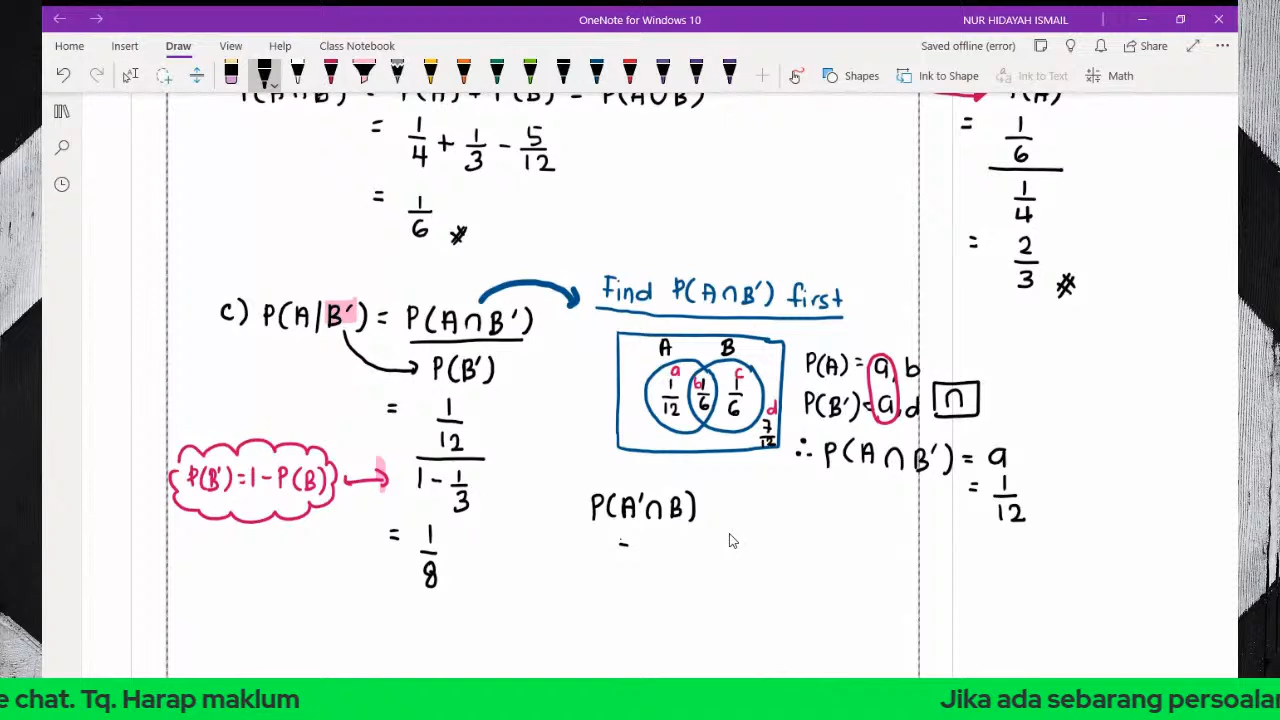 OneNote for Windows 10
NUR HIDAYAH ISMAIL
Home Insert Draw View Help Class Notebook
Saved offline (error) Share
Shapes Ink to Shape Ink to Text Math
P(A∩B) = P(A) + P(B) - P(A∪B)
= 1/4 + 1/3 - 5/12
= 1/6 *
P(A)
= 1/6
1/4
= 2/3 *
c) P(A|B') = P(A∩B')
P(B')
= 1/12
1 - 1/3
P(B') = 1 - P(B)
= 1/8
Find P(A∩B') first
A B
a b c
1/12 1/6 1/6
d
7/12
P(A) = a, b
P(B') = a, d ∩
∴ P(A∩B') = a
= 1/12
P(A'∩B)
=
e chat. Tq. Harap maklum
Jika ada sebarang persoalan